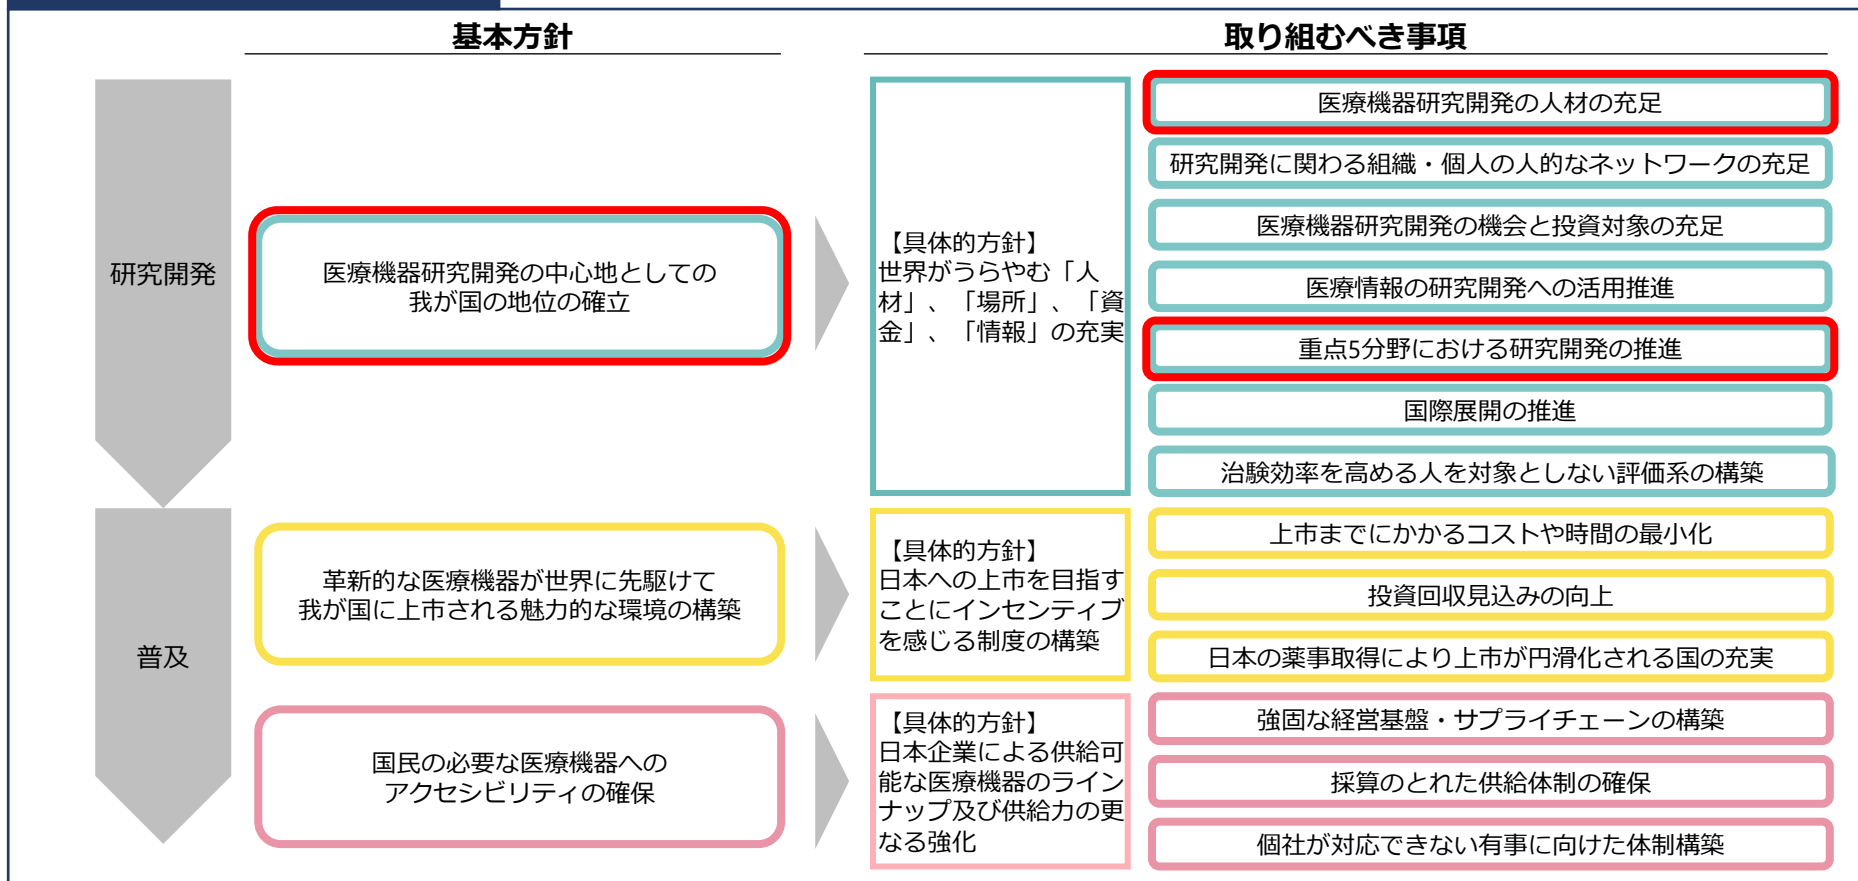 基本方針
取り組むべき事項
研究開発
医療機器研究開発の中心地としての
我が国の地位の確立
【具体的方針】
世界がうらやむ「人
材」、「場所」、「資
金」、「情報」の充実
医療機器研究開発の人材の充足
研究開発に関わる組織・個人の人的なネットワークの充足
医療機器研究開発の機会と投資対象の充足
医療情報の研究開発への活用推進
重点5分野における研究開発の推進
国際展開の推進
治験効率を高める人を対象としない評価系の構築
普及
革新的な医療機器が世界に先駆けて
我が国に上市される魅力的な環境の構築
【具体的方針】
日本への上市を目指す
ことにインセンティブ
を感じる制度の構築
上市までにかかるコストや時間の最小化
投資回収見込みの向上
日本の薬事取得により上市が円滑化される国の充実
国民の必要な医療機器への
アクセシビリティの確保
【具体的方針】
日本企業による供給可
能な医療機器のライン
ナップ及び供給力の更
なる強化
強固な経営基盤・サプライチェーンの構築
採算のとれた供給体制の確保
個社が対応できない有事に向けた体制構築